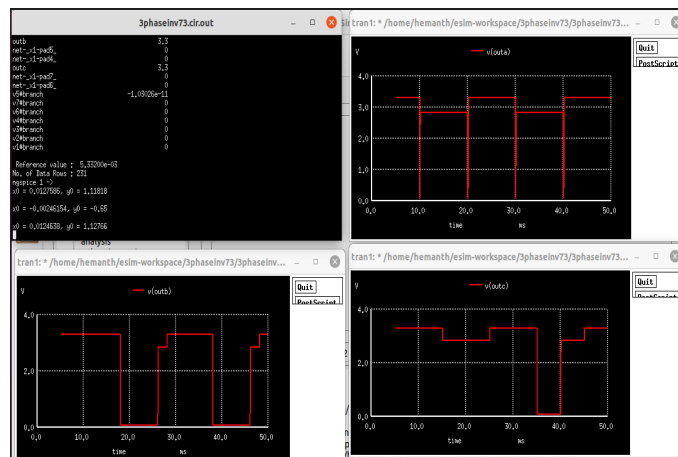 3phaseinv73.cir.out
outb 3.3
net-_x1-pad5_ 0
net-_x1-pad4_ 0
outc 3.3
net-_x1-pad7_ 0
net-_x1-pad6_ 0
v5#branch -1.03026e-11
v7#branch 0
v6#branch 0
v4#branch 0
v3#branch 0
v2#branch 0
v1#branch 0
Reference value : 5.33200e-03
No. of Data Rows : 231
ngspice 1 ->
x0 = 0.0127586, y0 = 1.11818
x0 = -0.00246154, y0 = -0.65
x0 = 0.0124638, y0 = 1.12766
analysis
tran1: * /home/hemanth/esim-workspace/3phaseinv73/3phaseinv73....
Quit
PostScript
V
v(outa)
4.0
3.0
2.0
1.0
0.0
0.0 10.0 20.0 30.0 40.0 50.0
time ms
tran1: * /home/hemanth/esim-workspace/3phaseinv73/3phaseinv...
Quit
PostScript
V
v(outb)
4.0
2.0
0.0
0.0 10.0 20.0 30.0 40.0 50.0
time ms
tran1: * /home/hemanth/esim-workspace/3phaseinv73/3phaseinv73....
Quit
PostScript
V
v(outc)
4.0
2.0
0.0
0.0 10.0 20.0 30.0 40.0 50.0
time ms